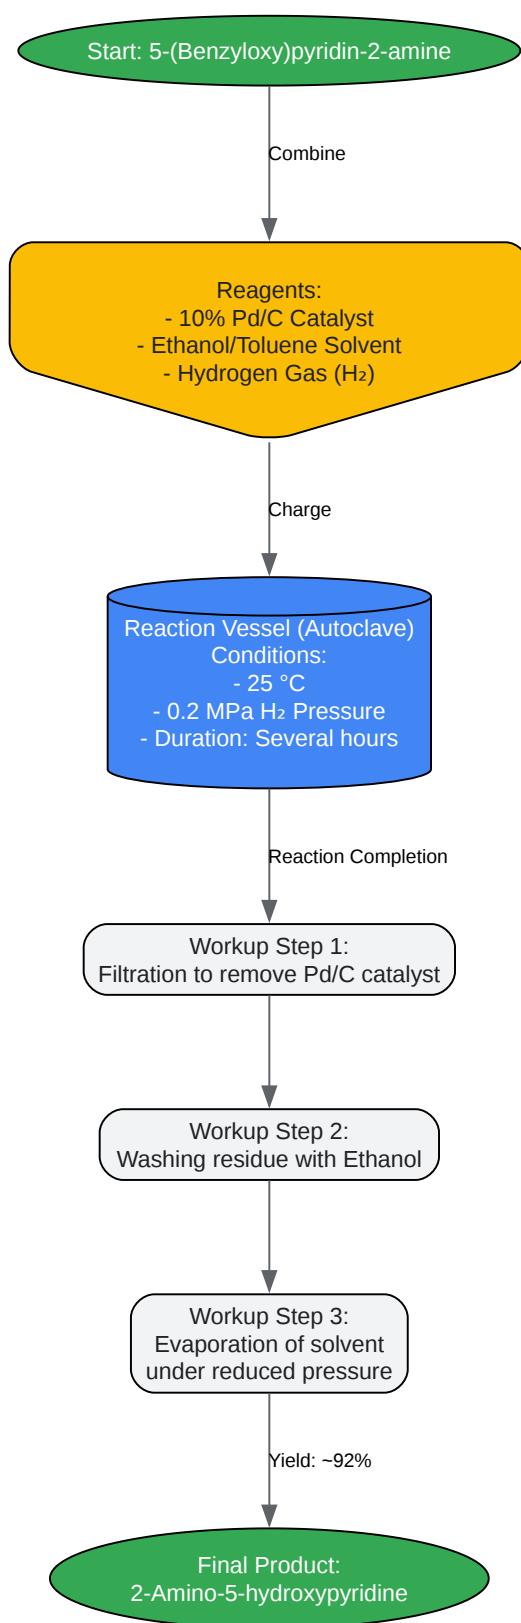 Start: 5-(Benzyloxy)pyridin-2-amine
Combine
Reagents:
- 10% Pd/C Catalyst
- Ethanol/Toluene Solvent
- Hydrogen Gas (H₂)
Charge
Reaction Vessel (Autoclave)
Conditions:
- 25 °C
- 0.2 MPa H₂ Pressure
- Duration: Several hours
Reaction Completion
Workup Step 1:
Filtration to remove Pd/C catalyst
Workup Step 2:
Washing residue with Ethanol
Workup Step 3:
Evaporation of solvent
under reduced pressure
Yield: ~92%
Final Product:
2-Amino-5-hydroxypyridine